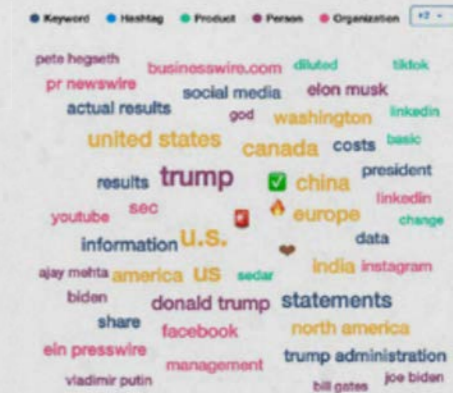 Keyword Hashtag Product Person Organization +2
pete hegseth businesswire.com diluted tiktok
pr newswire social media elon musk
actual results god washington linkedin
united states canada costs basic
results trump ✅ china president
youtube sec 🚨 🔥 europe linkedin change
information u.s. ❤ data
ajay mehta america us sedar india instagram
biden donald trump statements
share facebook north america
ein presswire management trump administration
vladimir putin bill gates joe biden